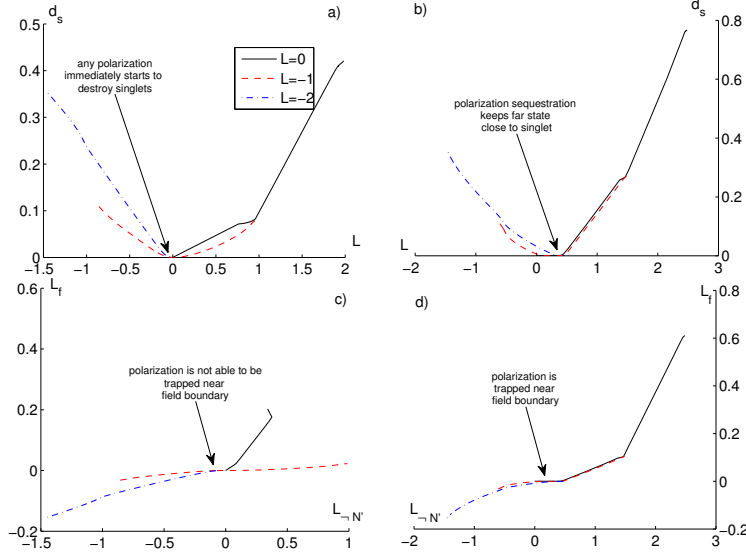 d_s
a)
0.5
0.4
0.3
0.2
0.1
0
any polarization
immediately starts to
destroy singlets
L=0
L=−1
L=−2
L
−1.5
−1
−0.5
0
0.5
1
1.5
2
b)
d_s
0.8
0.6
0.4
0.2
0
polarization sequestration
keeps far state
close to singlet
L
−2
−1
0
1
2
3
L_f
c)
0.6
0.4
0.2
0
−0.2
polarization is not able to be
trapped near
field boundary
L_¬ N'
−1.5
−1
−0.5
0
0.5
1
d)
L_f
0.8
0.6
0.4
0.2
0
−0.2
polarization is
trapped near
field boundary
L_¬ N'
−2
−1
0
1
2
3